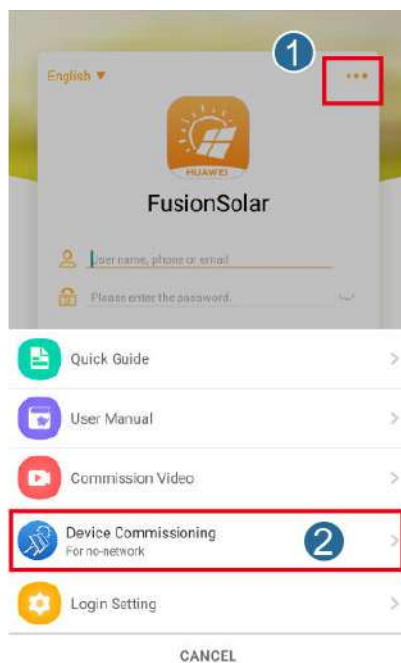 1
English ▼
HUAWEI
FusionSolar
User name, phone or email
Please enter the password.
Quick Guide
User Manual
Commission Video
Device Commissioning
For no-network
2
Login Setting
CANCEL